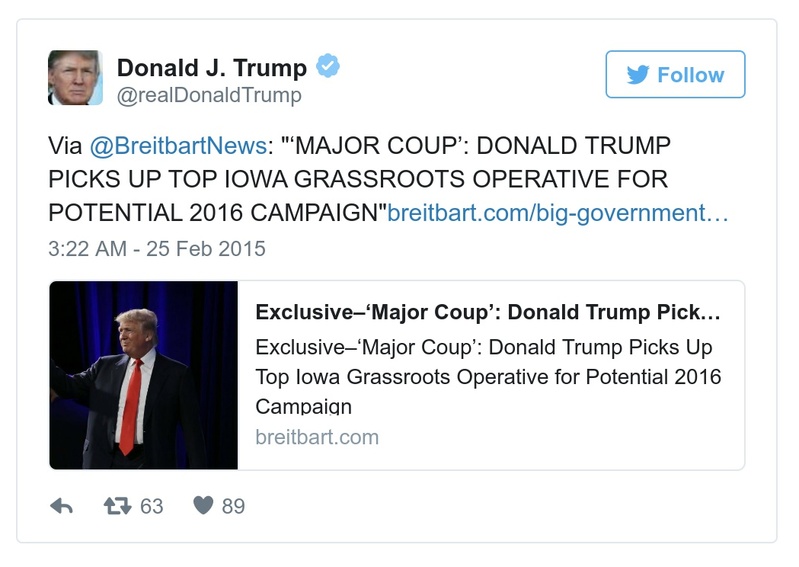 Donald J. Trump
@realDonaldTrump
Follow
Via @BreitbartNews: "‘MAJOR COUP’: DONALD TRUMP
PICKS UP TOP IOWA GRASSROOTS OPERATIVE FOR
POTENTIAL 2016 CAMPAIGN"breitbart.com/big-government…
3:22 AM - 25 Feb 2015
Exclusive–‘Major Coup’: Donald Trump Pick…
Exclusive–‘Major Coup’: Donald Trump Picks Up
Top Iowa Grassroots Operative for Potential 2016
Campaign
breitbart.com
63 89